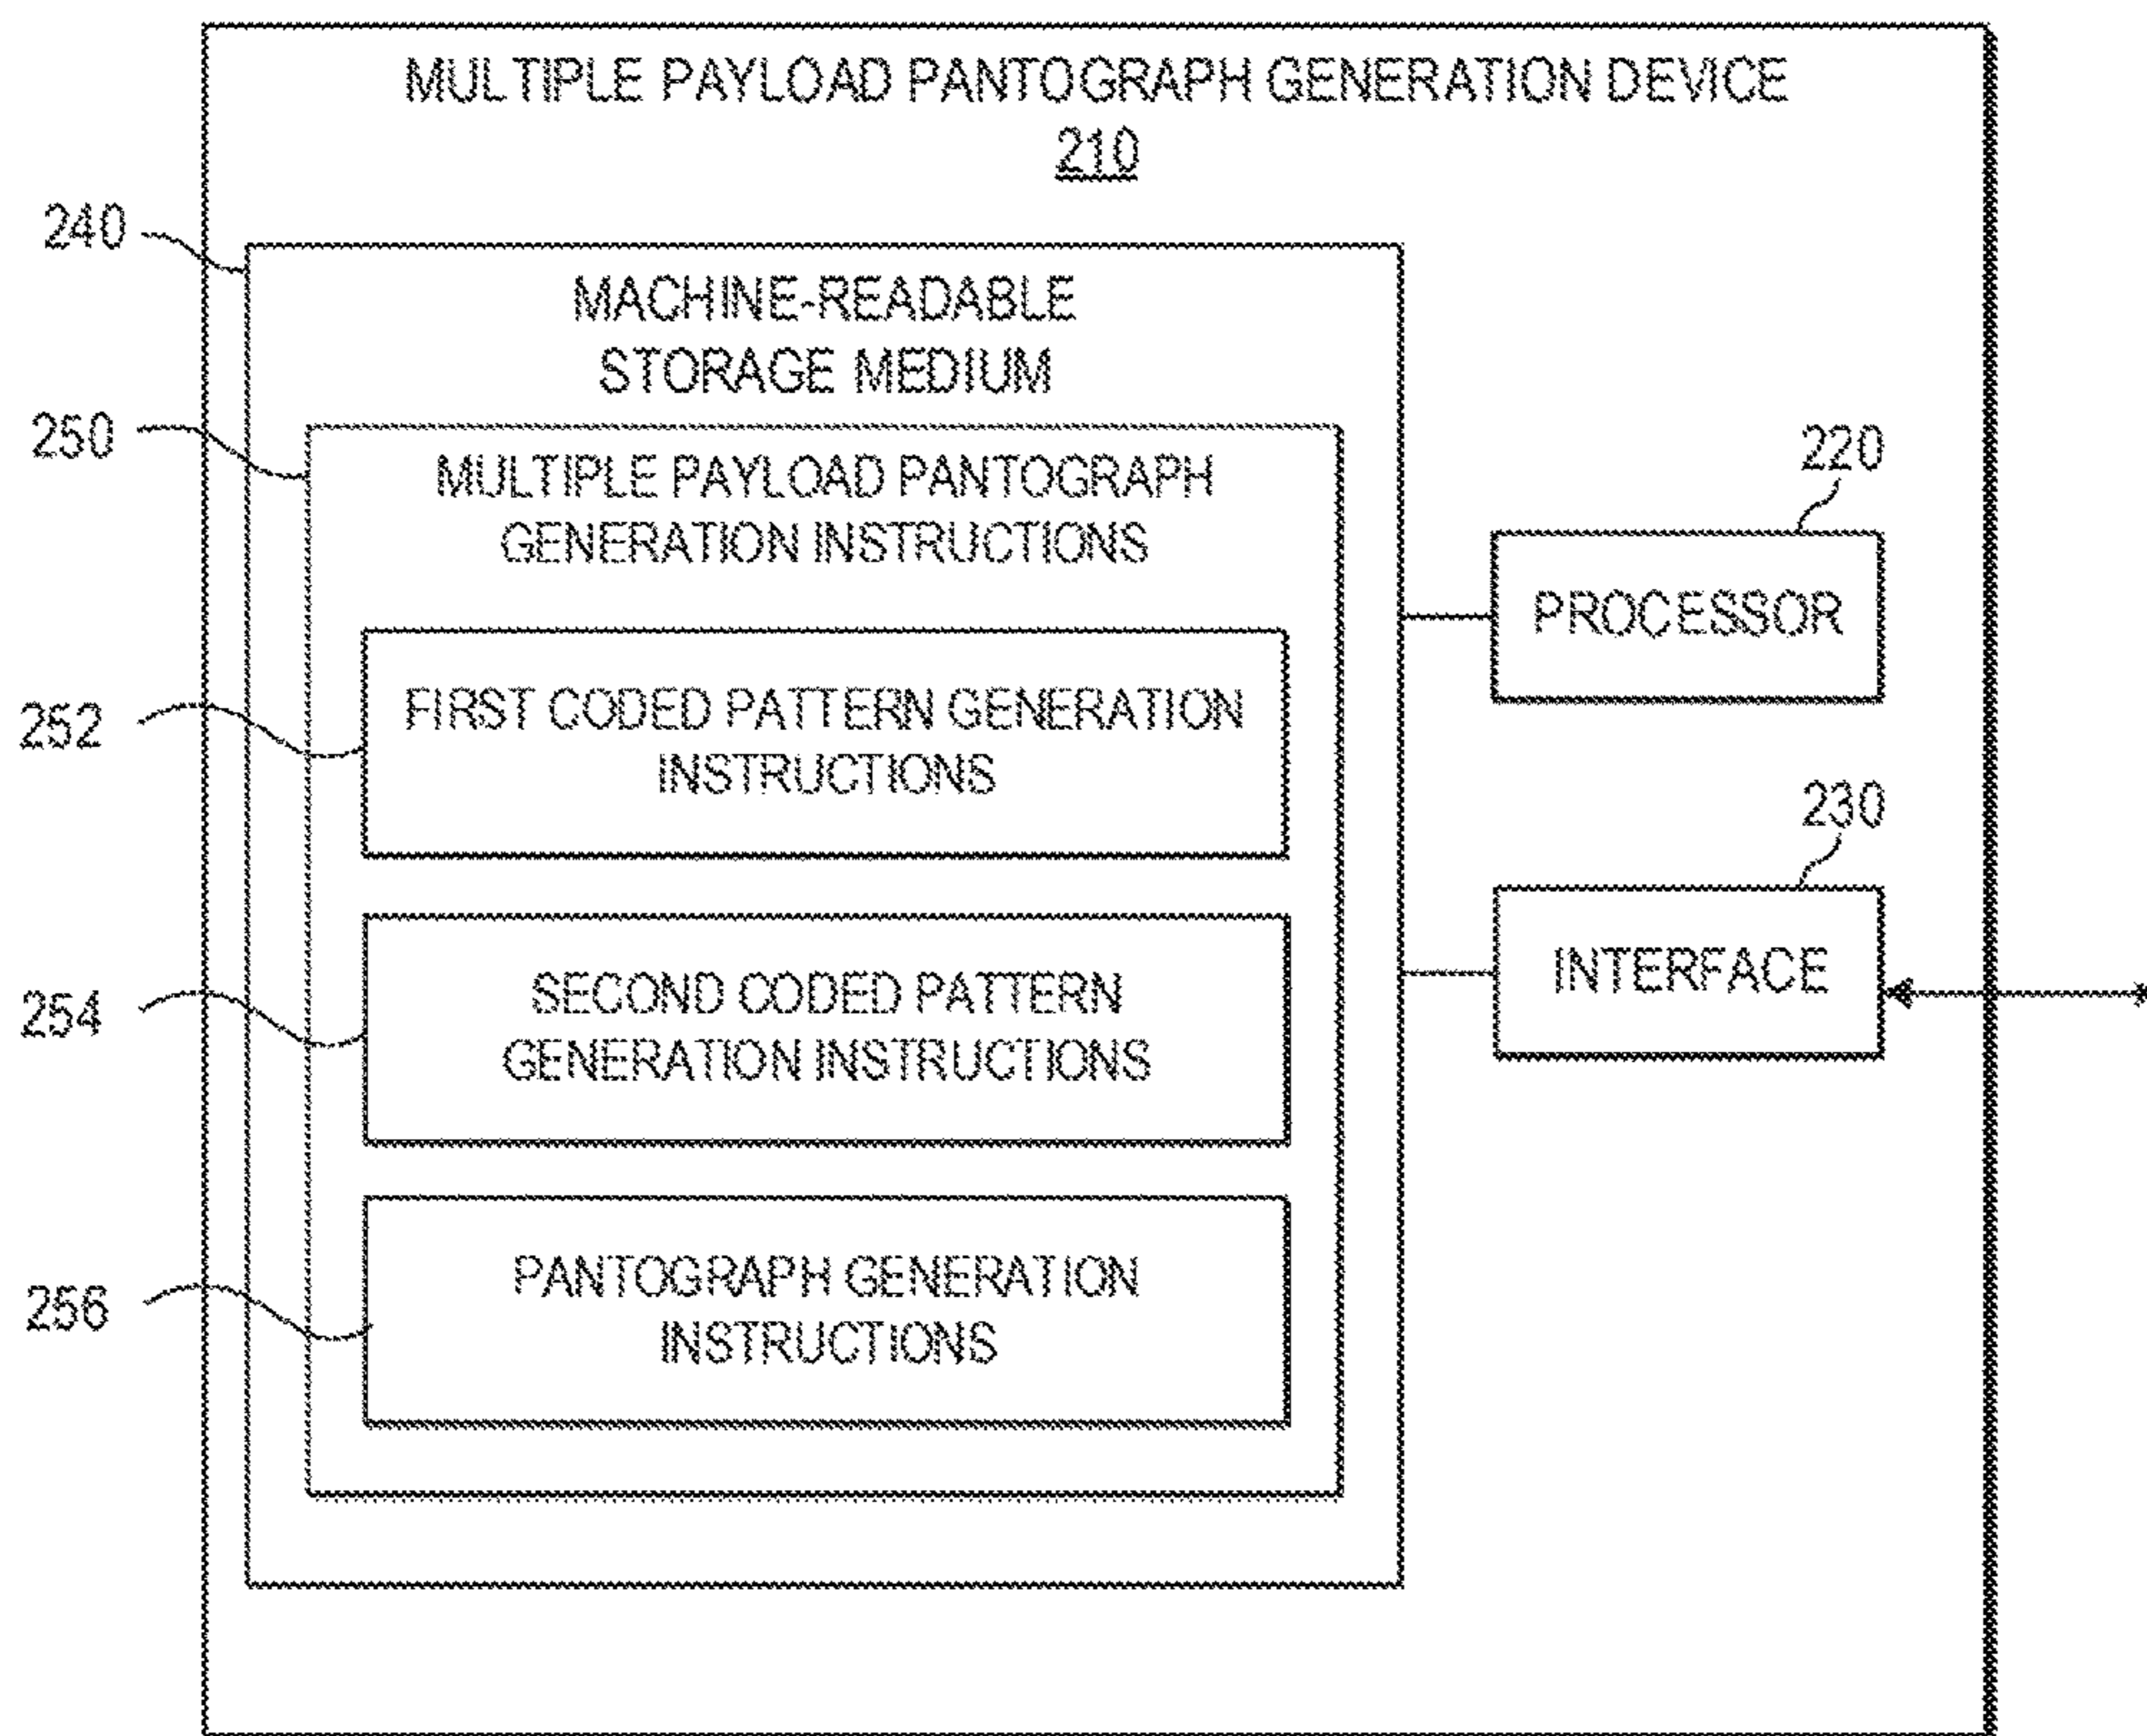 MULTIPLE PAYLOAD PANTOGRAPH GENERATION DEVICE
210
240
MACHINE-READABLE
STORAGE MEDIUM
250
MULTIPLE PAYLOAD PANTOGRAPH
GENERATION INSTRUCTIONS
220
PROCESSOR
252
FIRST CODED PATTERN GENERATION
INSTRUCTIONS
230
INTERFACE
254
SECOND CODED PATTERN
GENERATION INSTRUCTIONS
256
PANTOGRAPH GENERATION
INSTRUCTIONS